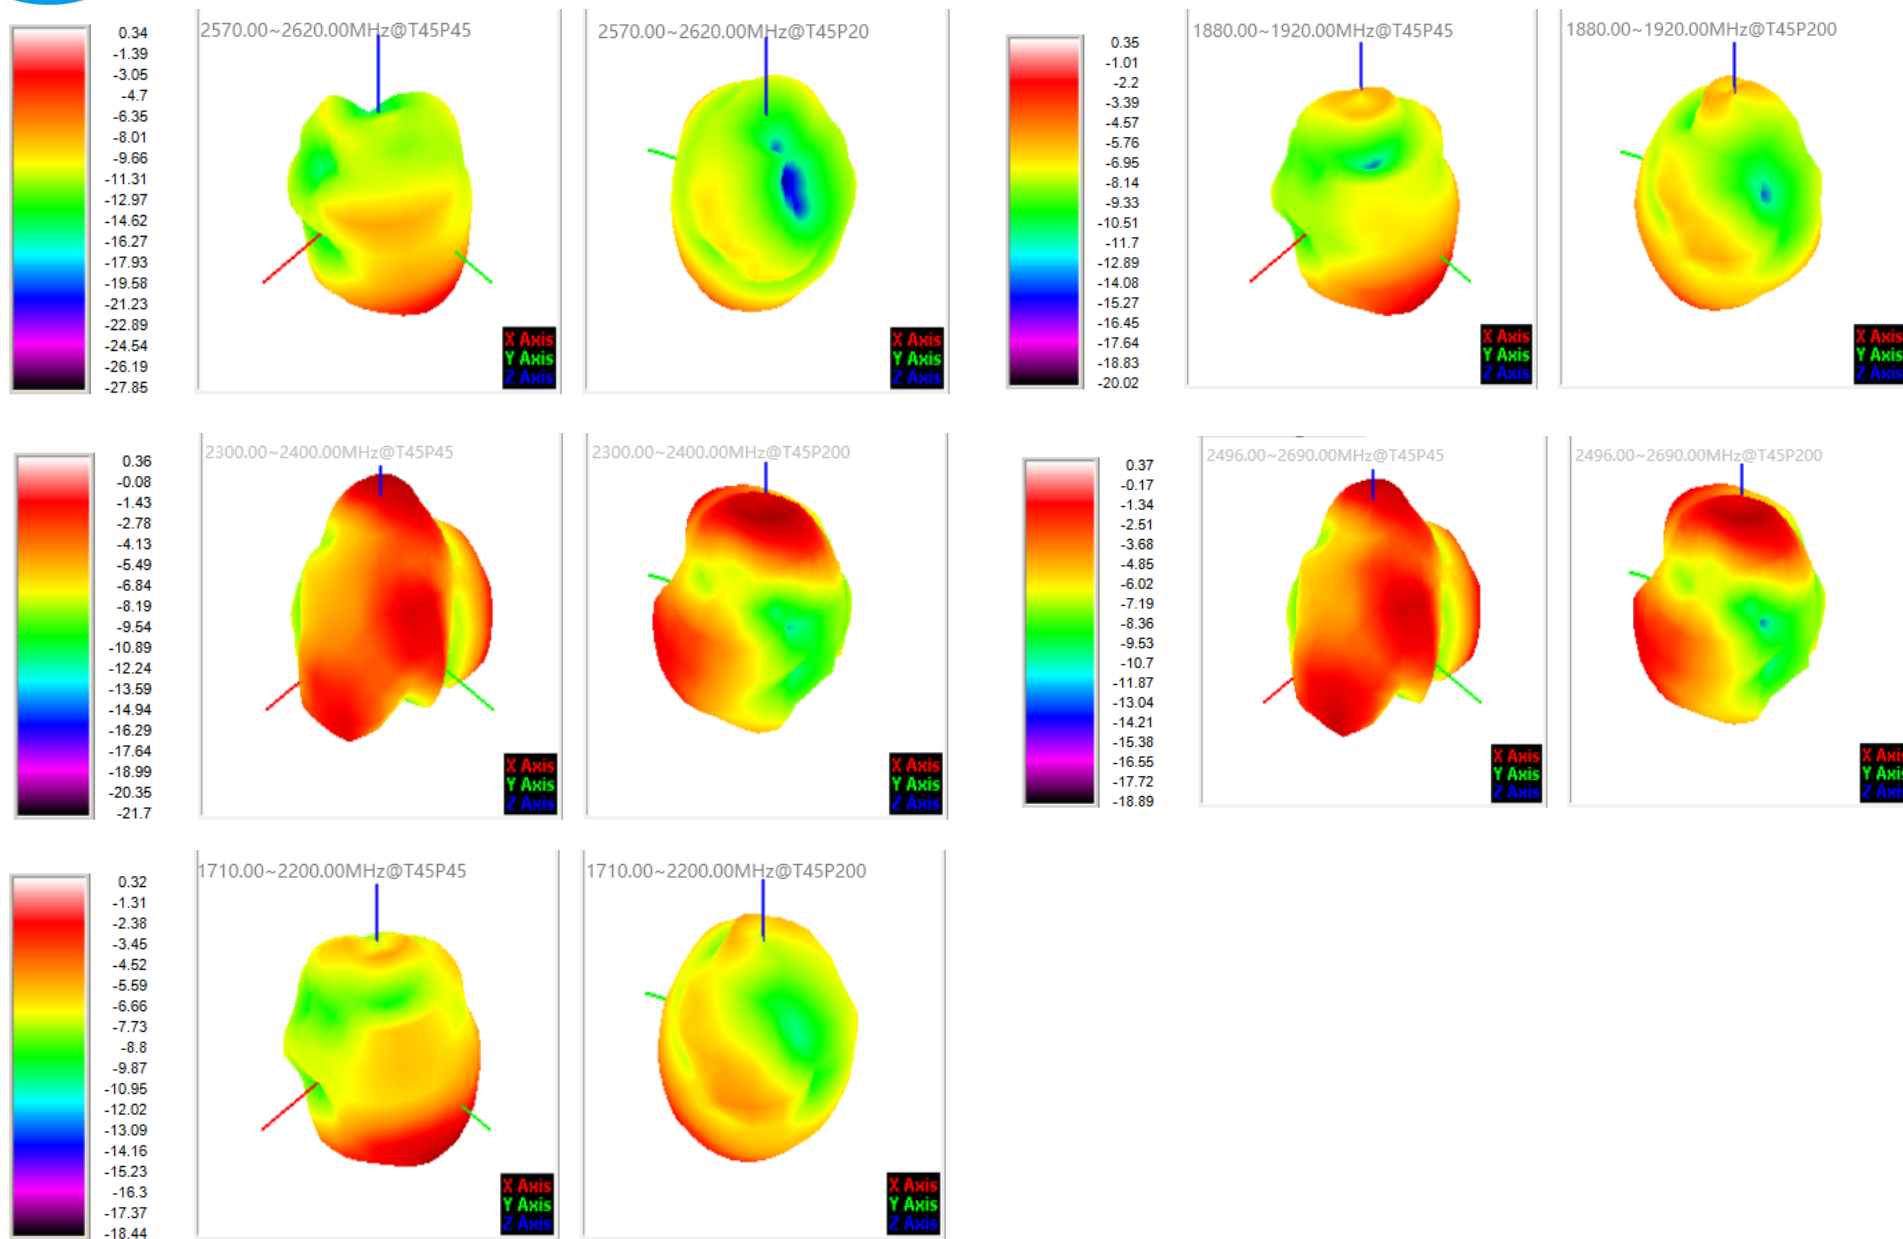 0.34
-1.39
-3.05
-4.7
-6.35
-8.01
-9.66
-11.31
-12.97
-14.62
-16.27
-17.93
-19.58
-21.23
-22.89
-24.54
-26.19
-27.85
2570.00~2620.00MHz@T45P45
X Axis
Y Axis
Z Axis
2570.00~2620.00MHz@T45P20
X Axis
Y Axis
Z Axis
0.35
-1.01
-2.2
-3.39
-4.57
-5.76
-6.95
-8.14
-9.33
-10.51
-11.7
-12.89
-14.08
-15.27
-16.45
-17.64
-18.83
-20.02
1880.00~1920.00MHz@T45P45
X Axis
Y Axis
Z Axis
1880.00~1920.00MHz@T45P200
X Axis
Y Axis
Z Axis
0.36
-0.08
-1.43
-2.78
-4.13
-5.49
-6.84
-8.19
-9.54
-10.89
-12.24
-13.59
-14.94
-16.29
-17.64
-18.99
-20.35
-21.7
2300.00~2400.00MHz@T45P45
X Axis
Y Axis
Z Axis
2300.00~2400.00MHz@T45P200
X Axis
Y Axis
Z Axis
0.37
-0.17
-1.34
-2.51
-3.68
-4.85
-6.02
-7.19
-8.36
-9.53
-10.7
-11.87
-13.04
-14.21
-15.38
-16.55
-17.72
-18.89
2496.00~2690.00MHz@T45P45
X Axis
Y Axis
Z Axis
2496.00~2690.00MHz@T45P200
X Axis
Y Axis
Z Axis
0.32
-1.31
-2.38
-3.45
-4.52
-5.59
-6.66
-7.73
-8.8
-9.87
-10.95
-12.02
-13.09
-14.16
-15.23
-16.3
-17.37
-18.44
1710.00~2200.00MHz@T45P45
X Axis
Y Axis
Z Axis
1710.00~2200.00MHz@T45P200
X Axis
Y Axis
Z Axis